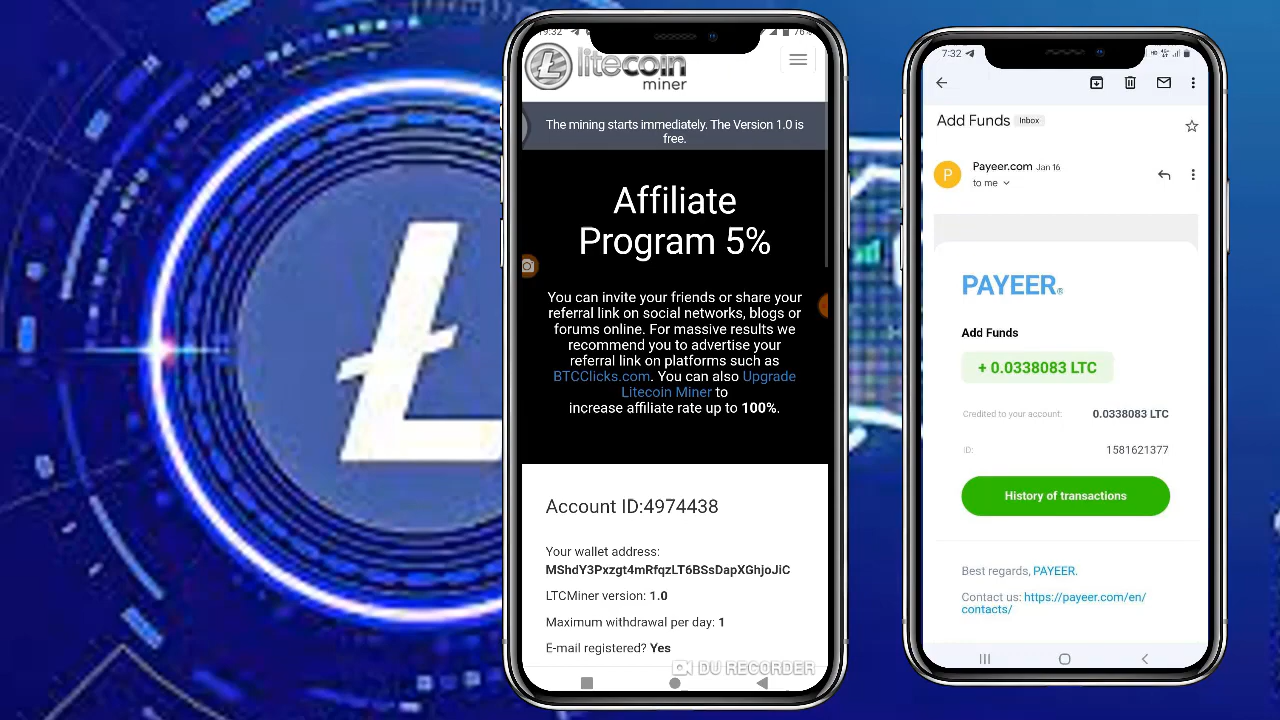 19:32
76%
litecoin
miner
The mining starts immediately. The Version 1.0 is
free.
Affiliate
Program 5%
You can invite your friends or share your
referral link on social networks, blogs or
forums online. For massive results we
recommend you to advertise your
referral link on platforms such as
BTCClicks.com. You can also Upgrade
Litecoin Miner to
increase affiliate rate up to 100%.
Account ID:4974438
Your wallet address:
MShdY3Pxzgt4mRfqzLT6BSsDapXGhjoJiC
LTCMiner version: 1.0
Maximum withdrawal per day: 1
E-mail registered? Yes
DU RECORDER
7:32
Add Funds Inbox
P
Payeer.com Jan 16
to me
PAYEER®
Add Funds
+ 0.0338083 LTC
Credited to your account: 0.0338083 LTC
ID: 1581621377
History of transactions
Best regards, PAYEER.
Contact us: https://payeer.com/en/
contacts/